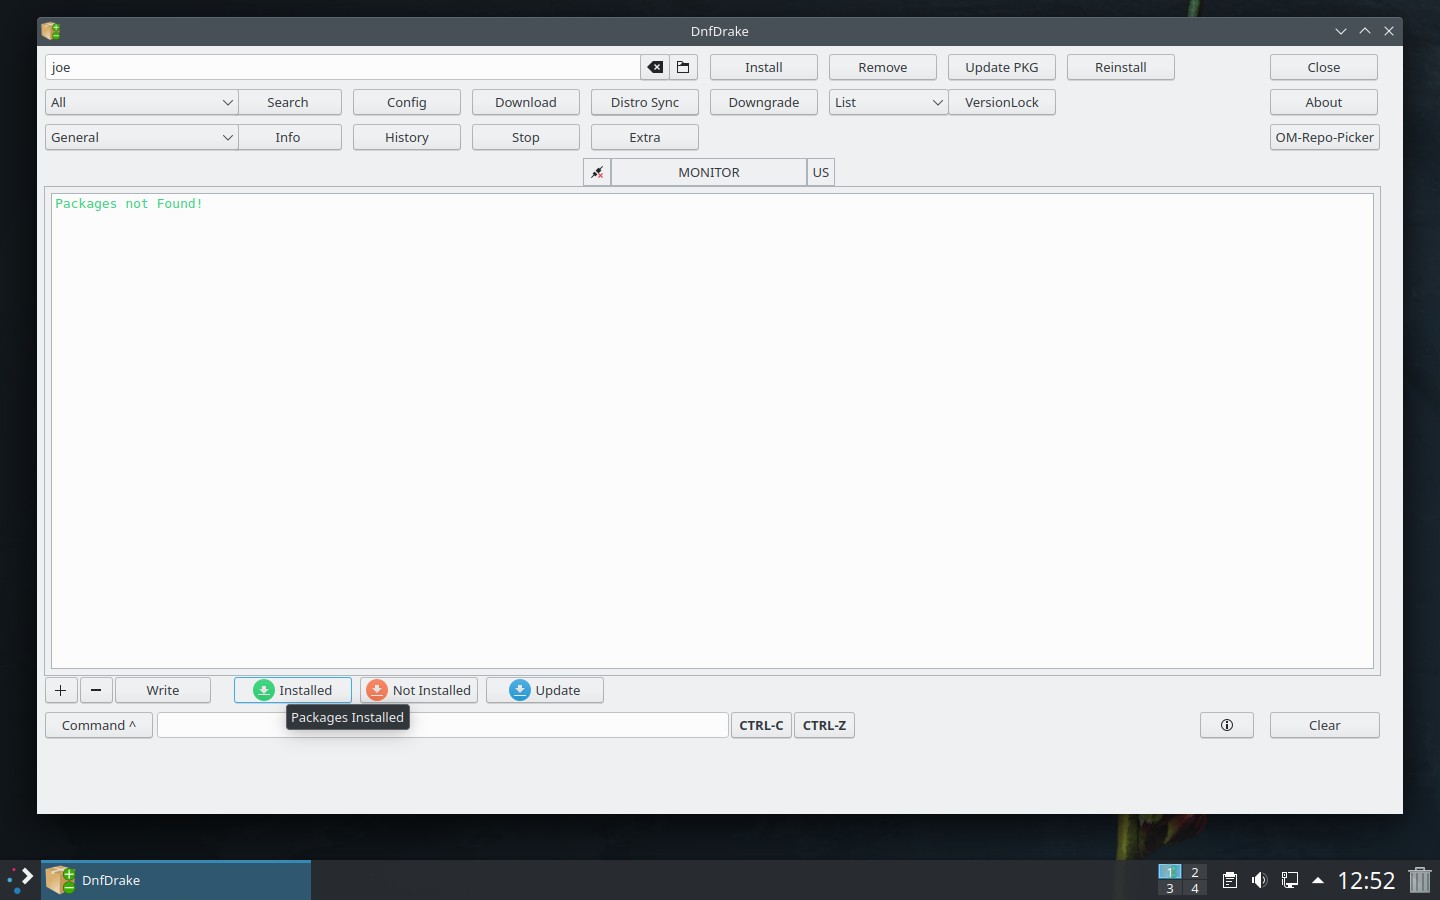 DnfDrake
joe
Install
Remove
Update PKG
Reinstall
Close
All
Search
Config
Download
Distro Sync
Downgrade
List
VersionLock
About
General
Info
History
Stop
Extra
OM-Repo-Picker
MONITOR
US
Packages not Found!
+
−
Write
Installed
Not Installed
Update
Packages Installed
Command ^
CTRL-C
CTRL-Z
Clear
DnfDrake
1 2
3 4
12:52